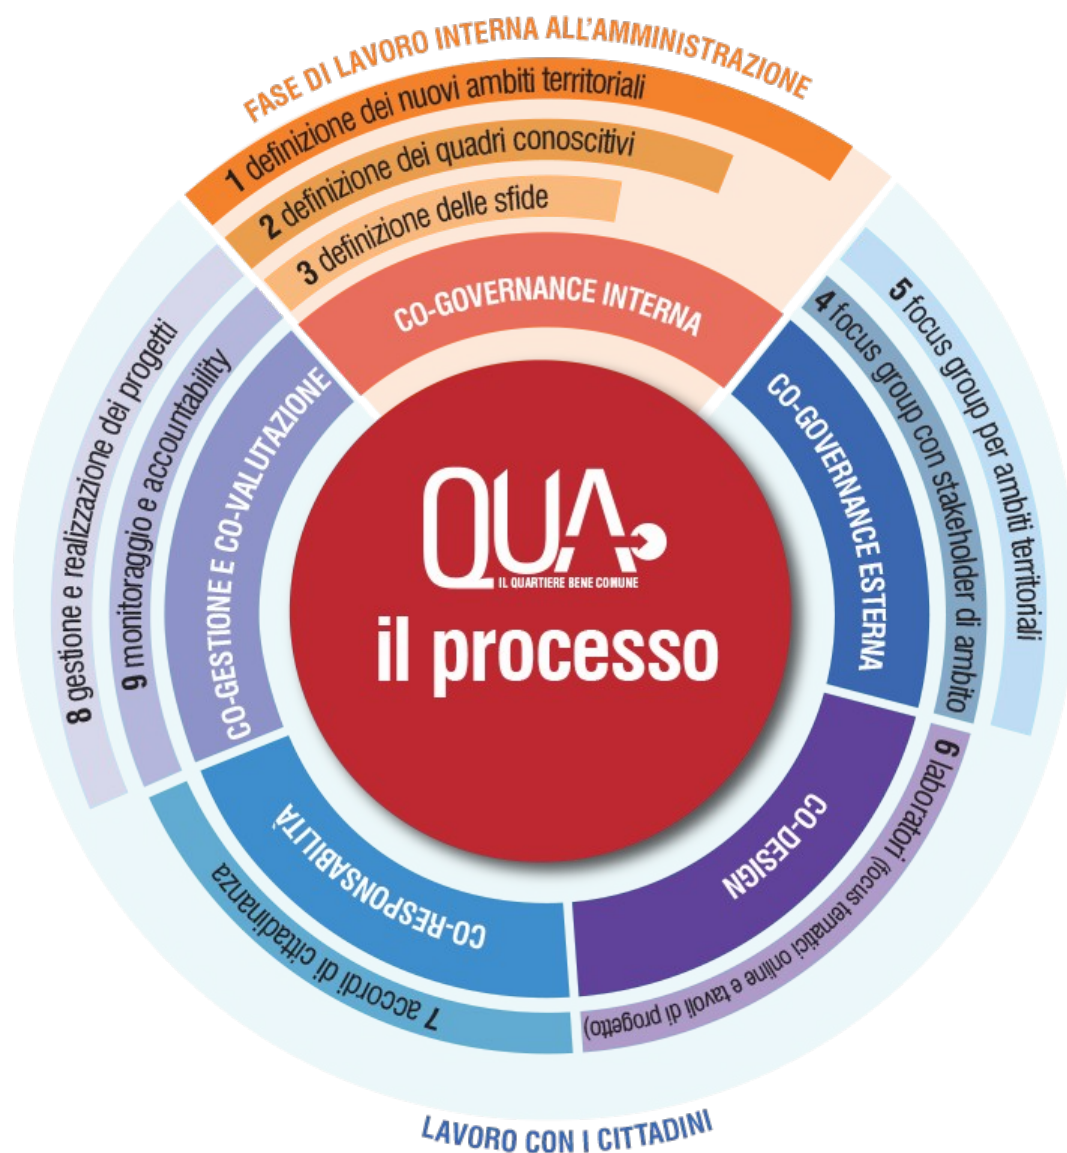 FASE DI LAVORO INTERNA ALL'AMMINISTRAZIONE
1 definizione dei nuovi ambiti territoriali
2 definizione dei quadri conoscitivi
3 definizione delle sfide
CO-GOVERNANCE INTERNA
CO-GOVERNANCE ESTERNA
4 focus group con stakeholder di ambito
5 focus group per ambiti territoriali
CO-DESIGN
6 laboratori (focus tematici online e tavoli di progetto)
CO-RESPONSABILITÀ
7 accordi di cittadinanza
CO-GESTIONE E CO-VALUTAZIONE
8 gestione e realizzazione dei progetti
9 monitoraggio e accountability
QUA
IL QUARTIERE BENE COMUNE
il processo
LAVORO CON I CITTADINI